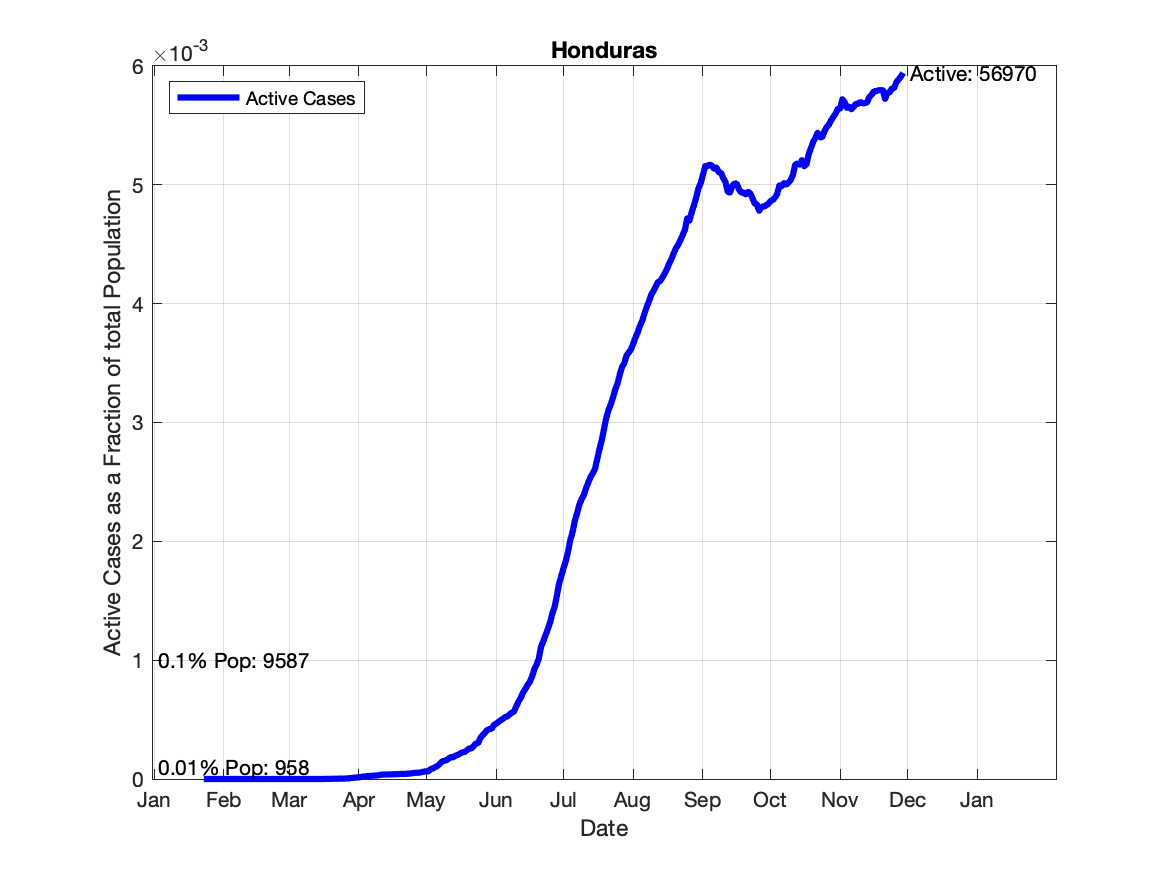 Honduras
×10-3
6
5
4
3
2
1
0
Active Cases as a Fraction of total Population
Active Cases
Active: 56970
0.1% Pop: 9587
0.01% Pop: 958
Jan Feb Mar Apr May Jun Jul Aug Sep Oct Nov Dec Jan
Date